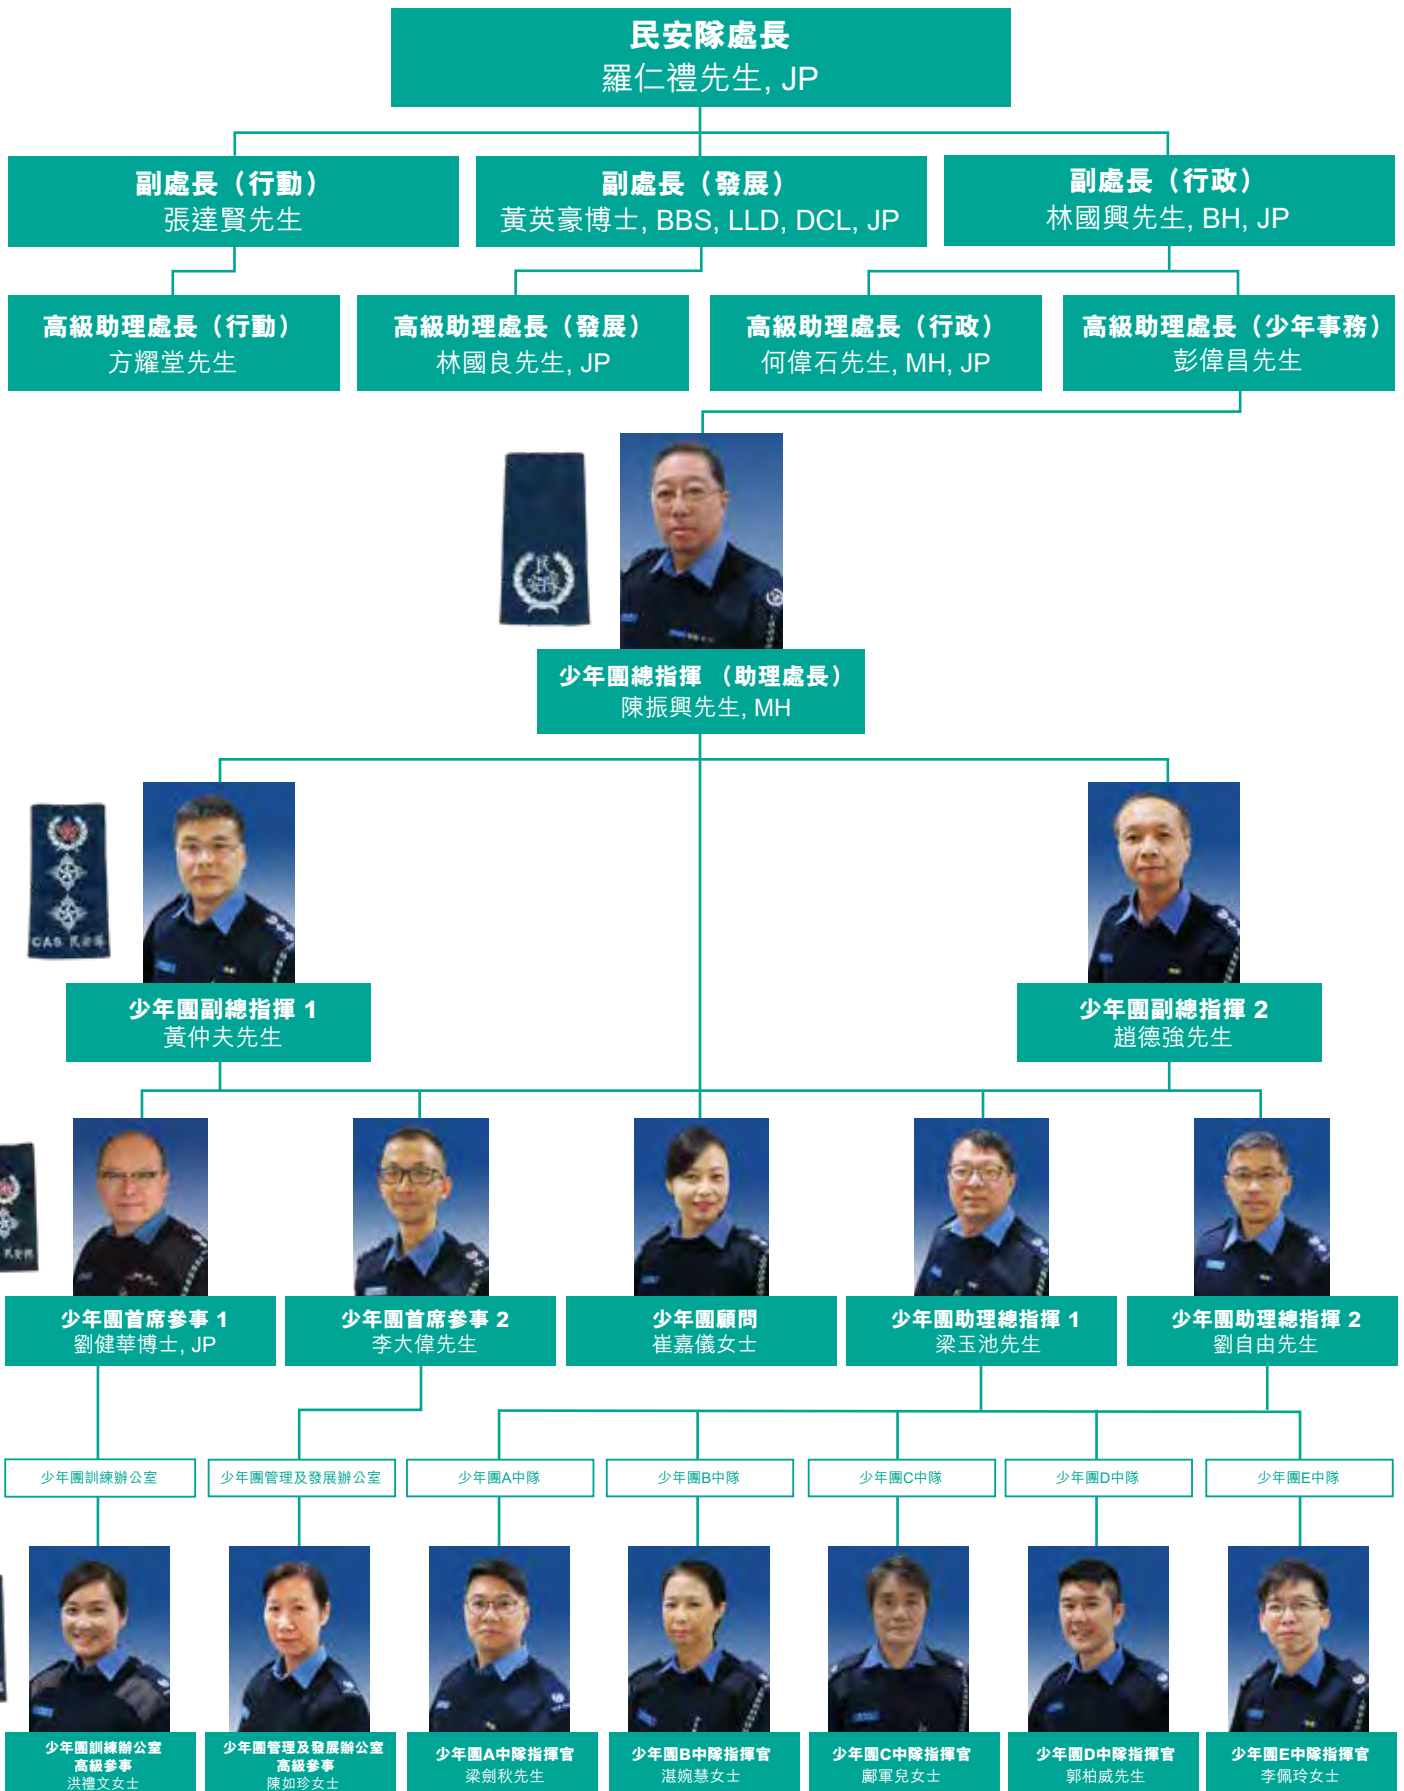 民安隊處長
羅仁禮先生, JP
副處長（行動）
張達賢先生
副處長（發展）
黃英豪博士, BBS, LLD, DCL, JP
副處長（行政）
林國興先生, BH, JP
高級助理處長（行動）
方耀堂先生
高級助理處長（發展）
林國良先生, JP
高級助理處長（行政）
何偉石先生, MH, JP
高級助理處長（少年事務）
彭偉昌先生
民
安隊
少年團總指揮 （助理處長）
陳振興先生, MH
CAS 民安隊
少年團副總指揮 1
黃仲夫先生
少年團副總指揮 2
趙德強先生
民安隊
少年團首席參事 1
劉健華博士, JP
少年團首席參事 2
李大偉先生
少年團顧問
崔嘉儀女士
少年團助理總指揮 1
梁玉池先生
少年團助理總指揮 2
劉自由先生
少年團訓練辦公室
少年團管理及發展辦公室
少年團A中隊
少年團B中隊
少年團C中隊
少年團D中隊
少年團E中隊
少年團訓練辦公室
高級參事
洪禮文女士
少年團管理及發展辦公室
高級參事
陳如珍女士
少年團A中隊指揮官
梁劍秋先生
少年團B中隊指揮官
湛婉慧女士
少年團C中隊指揮官
鄺軍兒女士
少年團D中隊指揮官
郭柏威先生
少年團E中隊指揮官
李佩玲女士